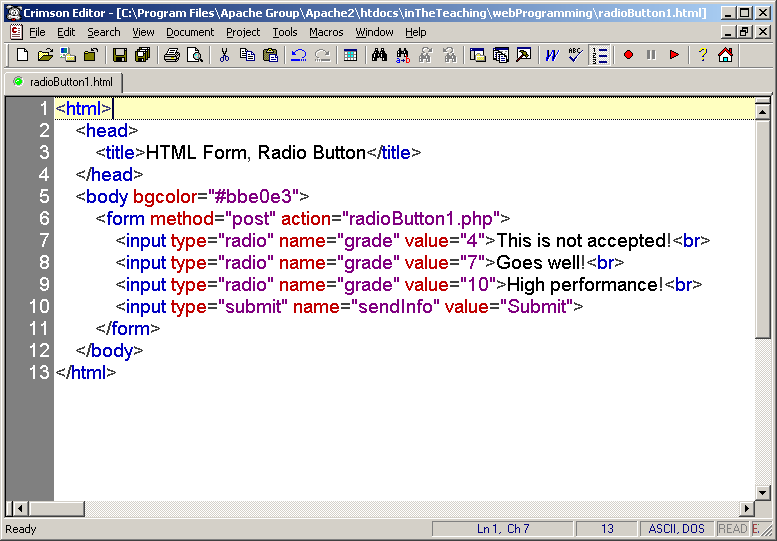 Crimson Editor - [C:\Program Files\Apache Group\Apache2\htdocs\inTheTeaching\webProgramming\radioButton1.html]
File Edit Search View Document Project Tools Macros Window Help
radioButton1.html
1 <html>
2 <head>
3 <title>HTML Form, Radio Button</title>
4 </head>
5 <body bgcolor="#bbe0e3">
6 <form method="post" action="radioButton1.php">
7 <input type="radio" name="grade" value="4">This is not accepted!<br>
8 <input type="radio" name="grade" value="7">Goes well!<br>
9 <input type="radio" name="grade" value="10">High performance!<br>
10 <input type="submit" name="sendInfo" value="Submit">
11 </form>
12 </body>
13 </html>
Ready Ln 1, Ch 7 13 ASCII, DOS READ